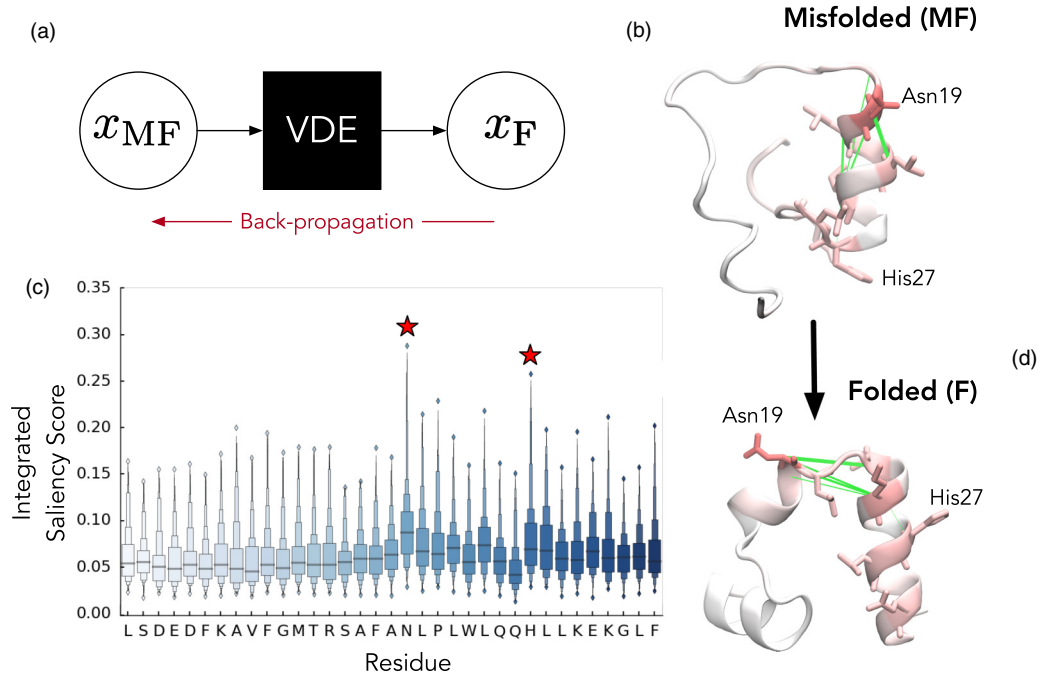 (a)
x_MF VDE x_F
Back-propagation
(b)
Misfolded (MF)
Asn19
His27
(c)
0.35
0.30
0.25
0.20
0.15
0.10
0.05
0.00
Integrated
Saliency Score
L S D E D F K A V F G M T R S A F A N L P L W L Q Q H L L K E K G L F
Residue
(d)
Folded (F)
Asn19
His27